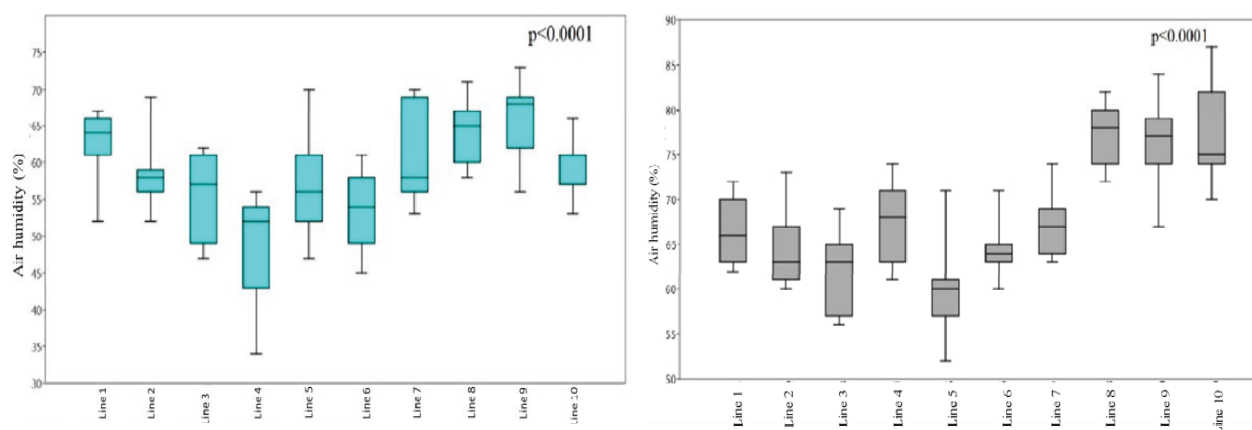 p<0.0001
75
70
65
60
55
50
45
40
35
30
Air humidity (%)
Line 1
Line 2
Line 3
Line 4
Line 5
Line 6
Line 7
Line 8
Line 9
Line 10
p<0.0001
90
85
80
75
70
65
60
55
50
Air humidity (%)
Line 1
Line 2
Line 3
Line 4
Line 5
Line 6
Line 7
Line 8
Line 9
Line 10